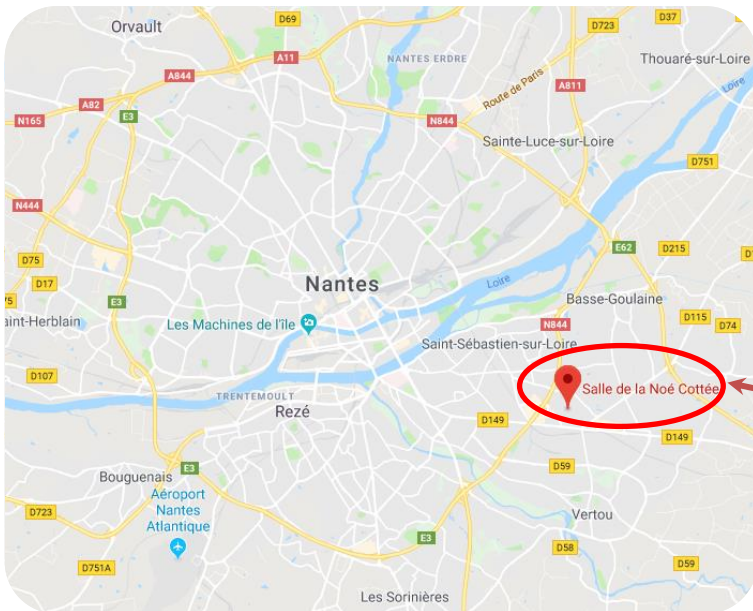 D69
D37
Orvault
D723
A11
NANTES ERDRE
Thouaré-sur-Loire
A844
Route de Paris
A811
Loire
A82
E3
N165
N844
Sainte-Luce-sur-Loire
D751
N444
E62
D215
D75
D17
Nantes
Loire
E3
Basse-Goulaine
aint-Herblain
Les Machines de l'île
N844
D115
D74
Saint-Sébastien-sur-Loire
D107
Salle de la Noé Cottée
TRENTEMOULT
Rezé
D149
D149
E3
D59
Bouguenais
Aéroport
Nantes
Atlantique
D723
Vertou
E3
D58
D751A
D59
Les Sorinières